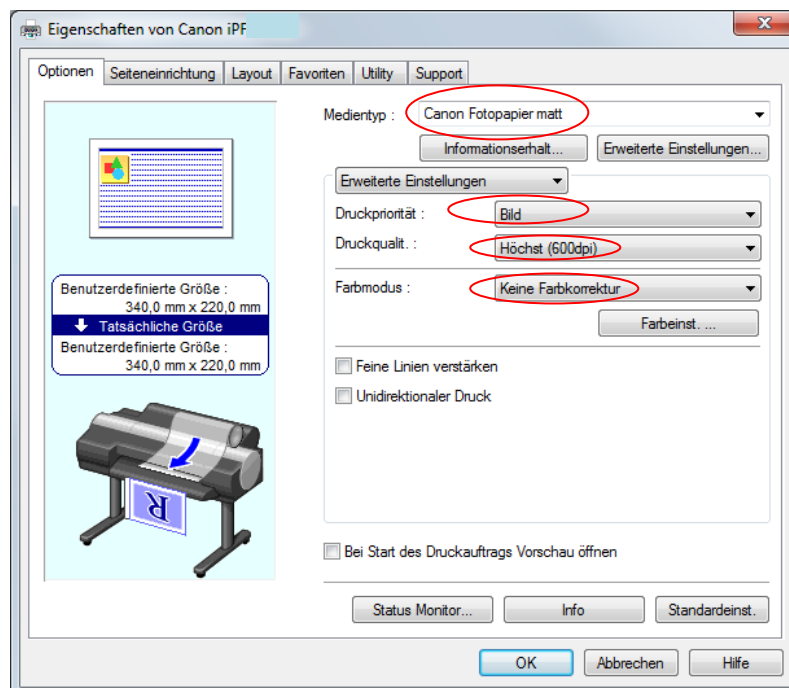 Eigenschaften von Canon iPF
Optionen Seiteneinrichtung Layout Favoriten Utility Support
Medientyp : Canon Fotopapier matt
Informationserhalt... Erweiterte Einstellungen...
Erweiterte Einstellungen
Druckpriorität : Bild
Druckqualit. : Höchst (600dpi)
Farbmodus : Keine Farbkorrektur
Farbeinst. ...
Feine Linien verstärken
Unidirektionaler Druck
Benutzerdefinierte Größe :
340,0 mm x 220,0 mm
Tatsächliche Größe
Benutzerdefinierte Größe :
340,0 mm x 220,0 mm
R
Bei Start des Druckauftrags Vorschau öffnen
Status Monitor... Info Standardeinst.
OK Abbrechen Hilfe